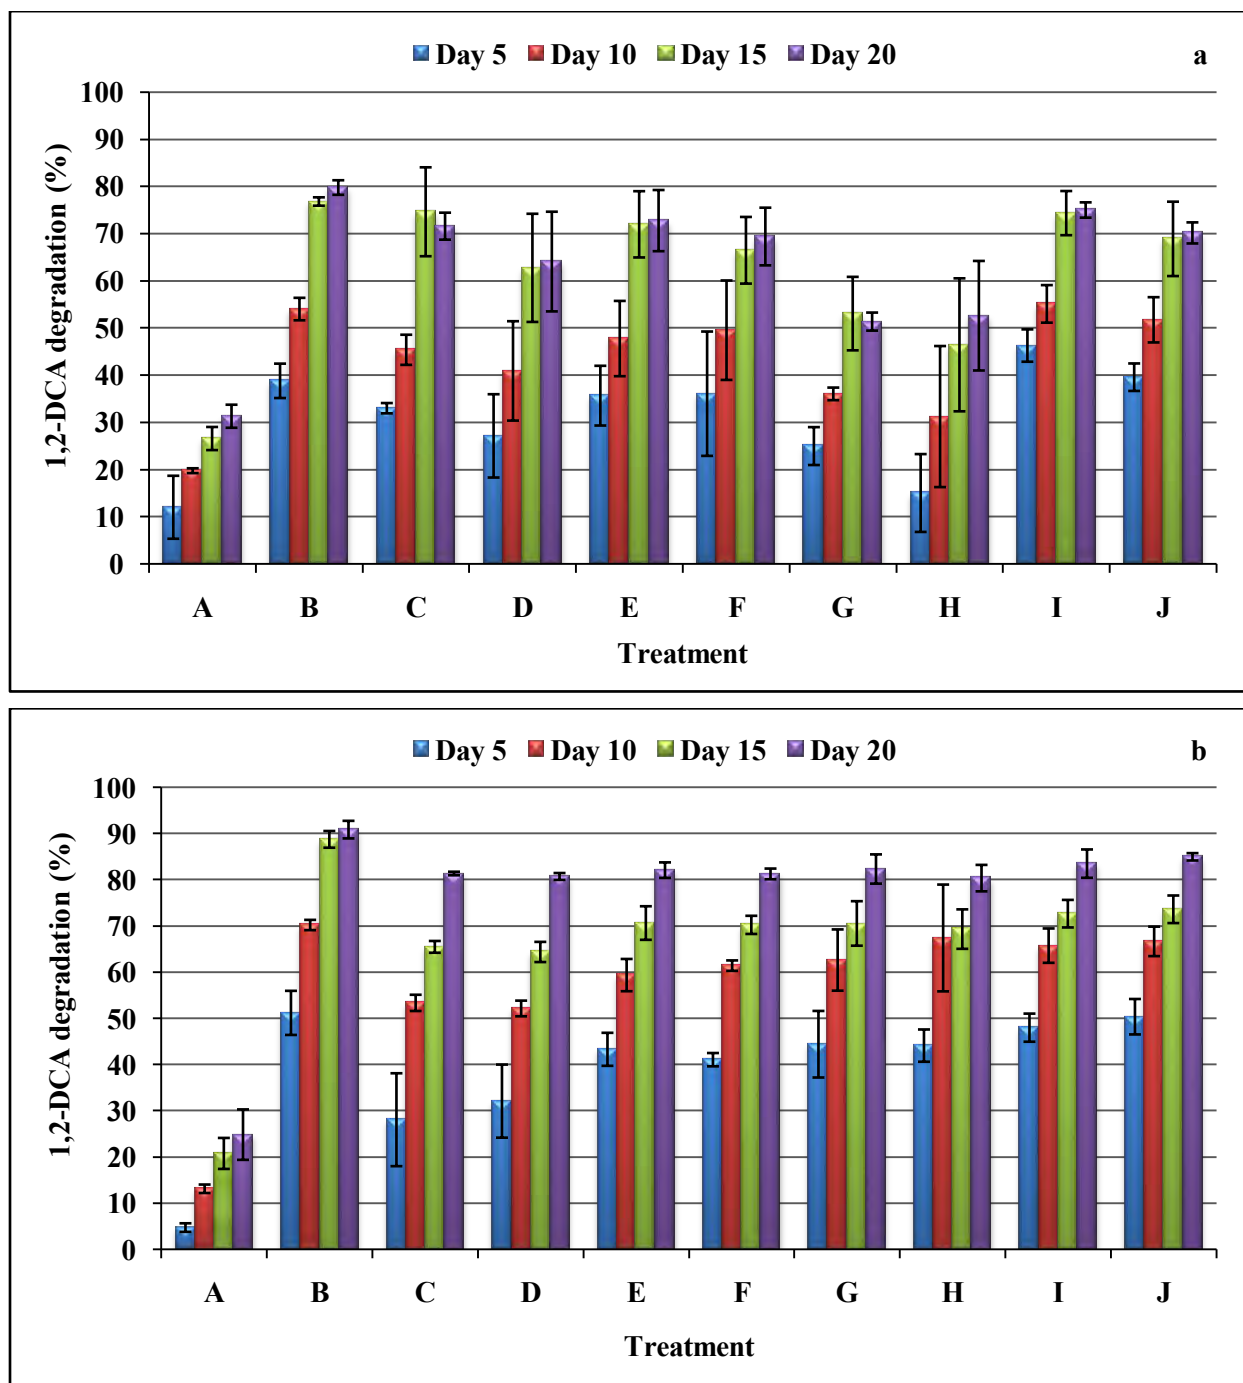 Day 5 Day 10 Day 15 Day 20 a
100
90
80
70
60
50
40
30
20
10
0
1,2-DCA degradation (%)
A B C D E F G H I J
Treatment
Day 5 Day 10 Day 15 Day 20 b
100
90
80
70
60
50
40
30
20
10
0
1,2-DCA degradation (%)
A B C D E F G H I J
Treatment